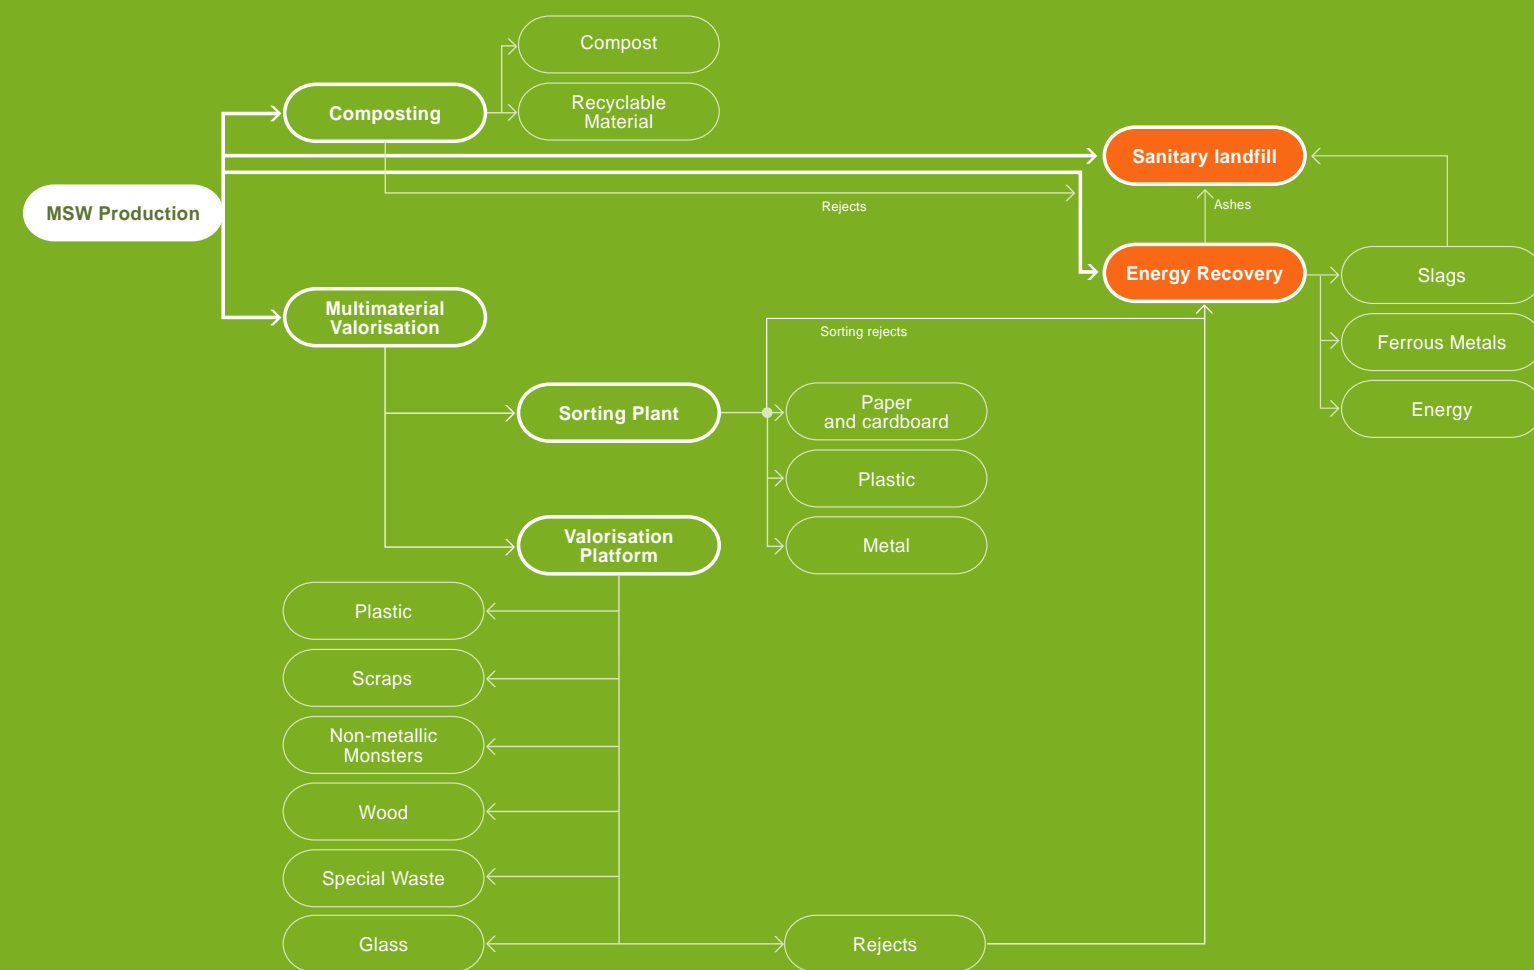 Compost
Recyclable
Material
Composting
Sanitary landfill
MSW Production
Rejects
Ashes
Energy Recovery
Slags
Multimaterial
Valorisation
Sorting rejects
Ferrous Metals
Sorting Plant
Paper
and cardboard
Energy
Plastic
Valorisation
Platform
Metal
Plastic
Scraps
Non-metallic
Monsters
Wood
Special Waste
Glass
Rejects